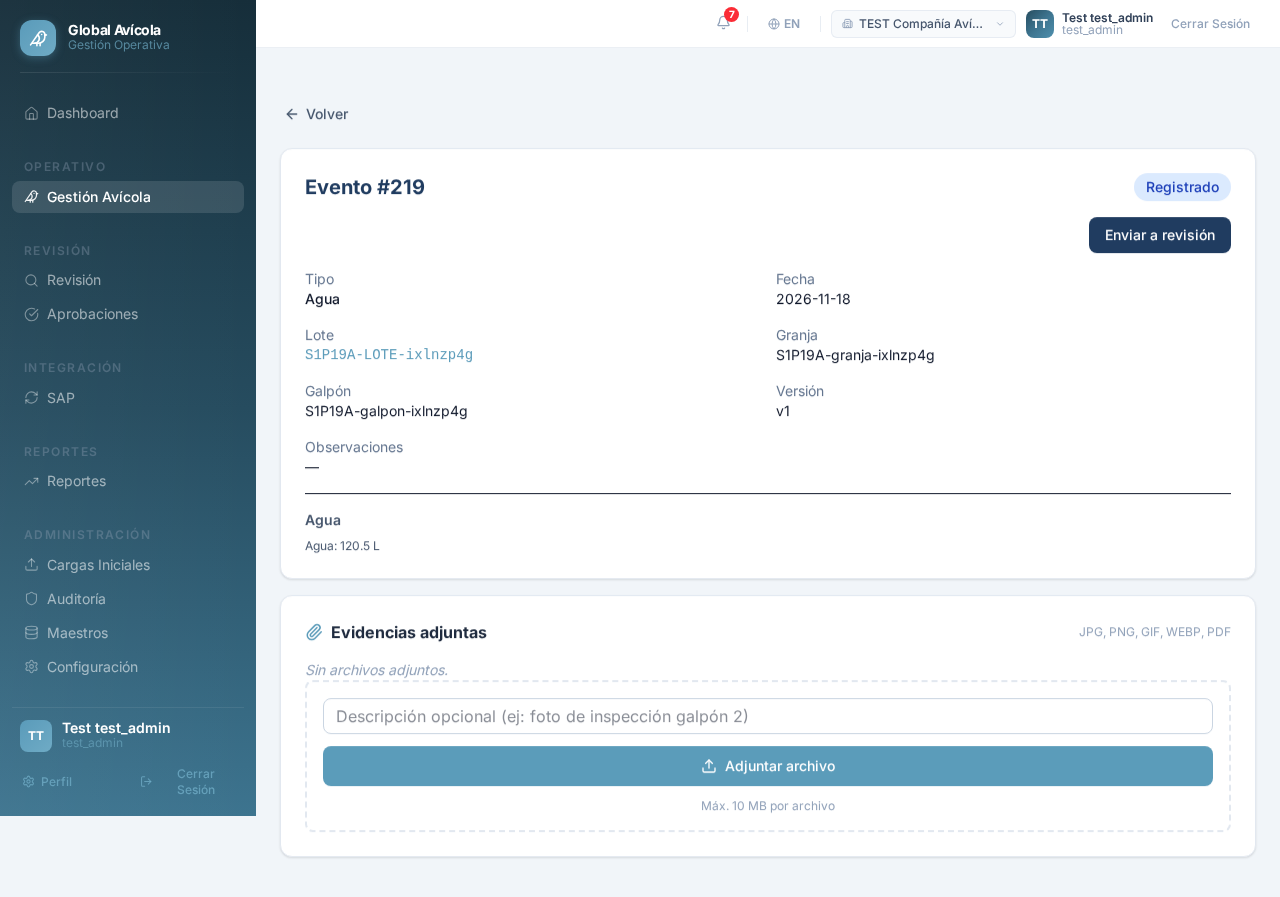 Global Avícola
Gestión Operativa
Dashboard
OPERATIVO
Gestión Avícola
REVISIÓN
Revisión
Aprobaciones
INTEGRACIÓN
SAP
REPORTES
Reportes
ADMINISTRACIÓN
Cargas Iniciales
Auditoría
Maestros
Configuración
TT
Test test_admin
test_admin
Perfil
Cerrar
Sesión
7
EN
TEST Compañía Aví...
TT
Test test_admin
test_admin
Cerrar Sesión
Volver
Evento #219
Registrado
Enviar a revisión
Tipo
Agua
Fecha
2026-11-18
Lote
S1P19A-LOTE-ixlnzp4g
Granja
S1P19A-granja-ixlnzp4g
Galpón
S1P19A-galpon-ixlnzp4g
Versión
v1
Observaciones
—
Agua
Agua: 120.5 L
Evidencias adjuntas
JPG, PNG, GIF, WEBP, PDF
Sin archivos adjuntos.
Descripción opcional (ej: foto de inspección galpón 2)
Adjuntar archivo
Máx. 10 MB por archivo